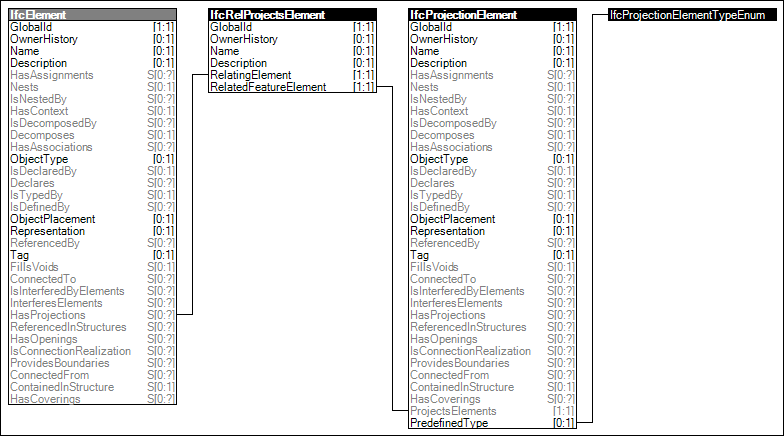 IfcElement
GlobalId [1:1]
OwnerHistory [0:1]
Name [0:1]
Description [0:1]
HasAssignments S[0:?]
Nests S[0:1]
IsNestedBy S[0:?]
HasContext S[0:1]
IsDecomposedBy S[0:?]
Decomposes S[0:1]
HasAssociations S[0:?]
ObjectType [0:1]
IsDeclaredBy S[0:1]
Declares S[0:?]
IsTypedBy S[0:1]
IsDefinedBy S[0:?]
ObjectPlacement [0:1]
Representation [0:1]
ReferencedBy S[0:?]
Tag [0:1]
FillsVoids S[0:1]
ConnectedTo S[0:?]
IsInterferedByElements S[0:?]
InterferesElements S[0:?]
HasProjections S[0:?]
ReferencedInStructures S[0:?]
HasOpenings S[0:?]
IsConnectionRealization S[0:?]
ProvidesBoundaries S[0:?]
ConnectedFrom S[0:?]
ContainedInStructure S[0:1]
HasCoverings S[0:?]
IfcRelProjectsElement
GlobalId [1:1]
OwnerHistory [0:1]
Name [0:1]
Description [0:1]
RelatingElement [1:1]
RelatedFeatureElement [1:1]
IfcProjectionElement
GlobalId [1:1]
OwnerHistory [0:1]
Name [0:1]
Description [0:1]
HasAssignments S[0:?]
Nests S[0:1]
IsNestedBy S[0:?]
HasContext S[0:1]
IsDecomposedBy S[0:?]
Decomposes S[0:1]
HasAssociations S[0:?]
ObjectType [0:1]
IsDeclaredBy S[0:1]
Declares S[0:?]
IsTypedBy S[0:1]
IsDefinedBy S[0:?]
ObjectPlacement [0:1]
Representation [0:1]
ReferencedBy S[0:?]
Tag [0:1]
FillsVoids S[0:1]
ConnectedTo S[0:?]
IsInterferedByElements S[0:?]
InterferesElements S[0:?]
HasProjections S[0:?]
ReferencedInStructures S[0:?]
HasOpenings S[0:?]
IsConnectionRealization S[0:?]
ProvidesBoundaries S[0:?]
ConnectedFrom S[0:?]
ContainedInStructure S[0:1]
HasCoverings S[0:?]
ProjectsElements [1:1]
PredefinedType [0:1]
IfcProjectionElementTypeEnum